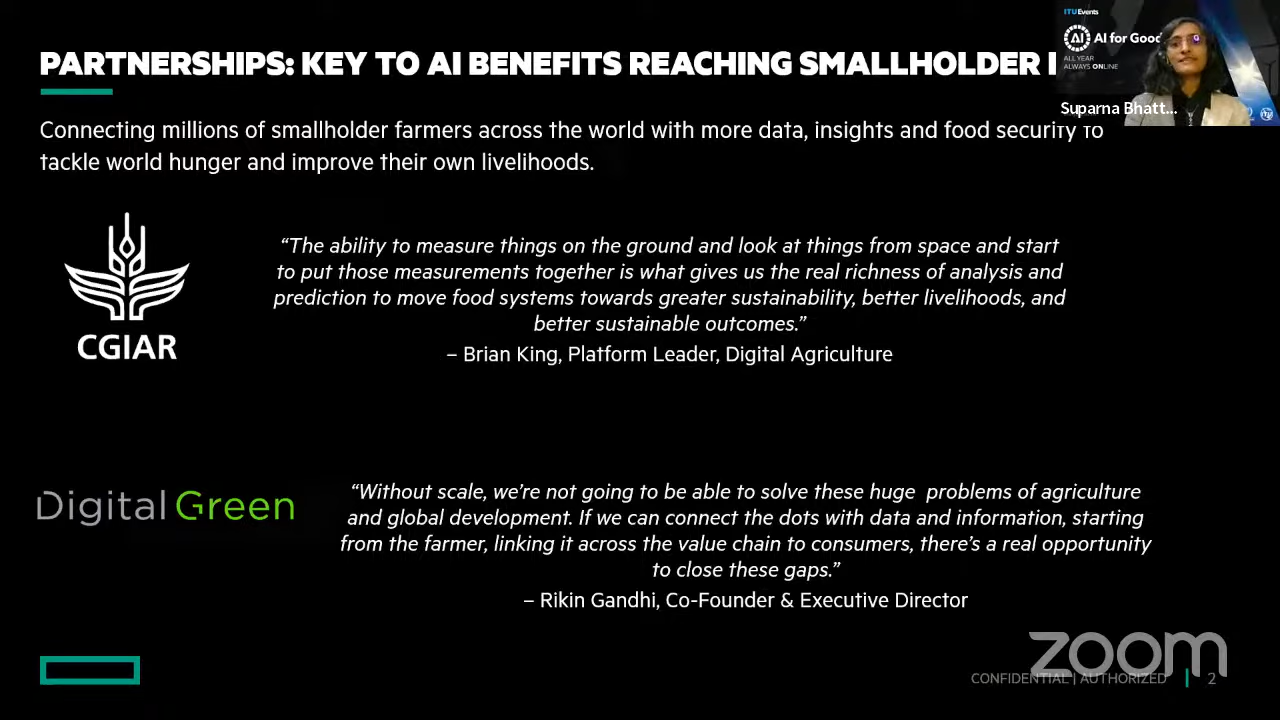 PARTNERSHIPS: KEY TO AI BENEFITS REACHING SMALLHOLDER
Connecting millions of smallholder farmers across the world with more data, insights and food security to
tackle world hunger and improve their own livelihoods.
CGIAR
“The ability to measure things on the ground and look at things from space and start
to put those measurements together is what gives us the real richness of analysis and
prediction to move food systems towards greater sustainability, better livelihoods, and
better sustainable outcomes.”
– Brian King, Platform Leader, Digital Agriculture
Digital Green
“Without scale, we’re not going to be able to solve these huge problems of agriculture
and global development. If we can connect the dots with data and information, starting
from the farmer, linking it across the value chain to consumers, there’s a real opportunity
to close these gaps.”
– Rikin Gandhi, Co-Founder & Executive Director
CONFIDENTIAL | AUTHORIZED
2
zoom
ITUEvents
AI
AI for Good
ALL YEAR
ALWAYS ONLINE
Suparna Bhatt...